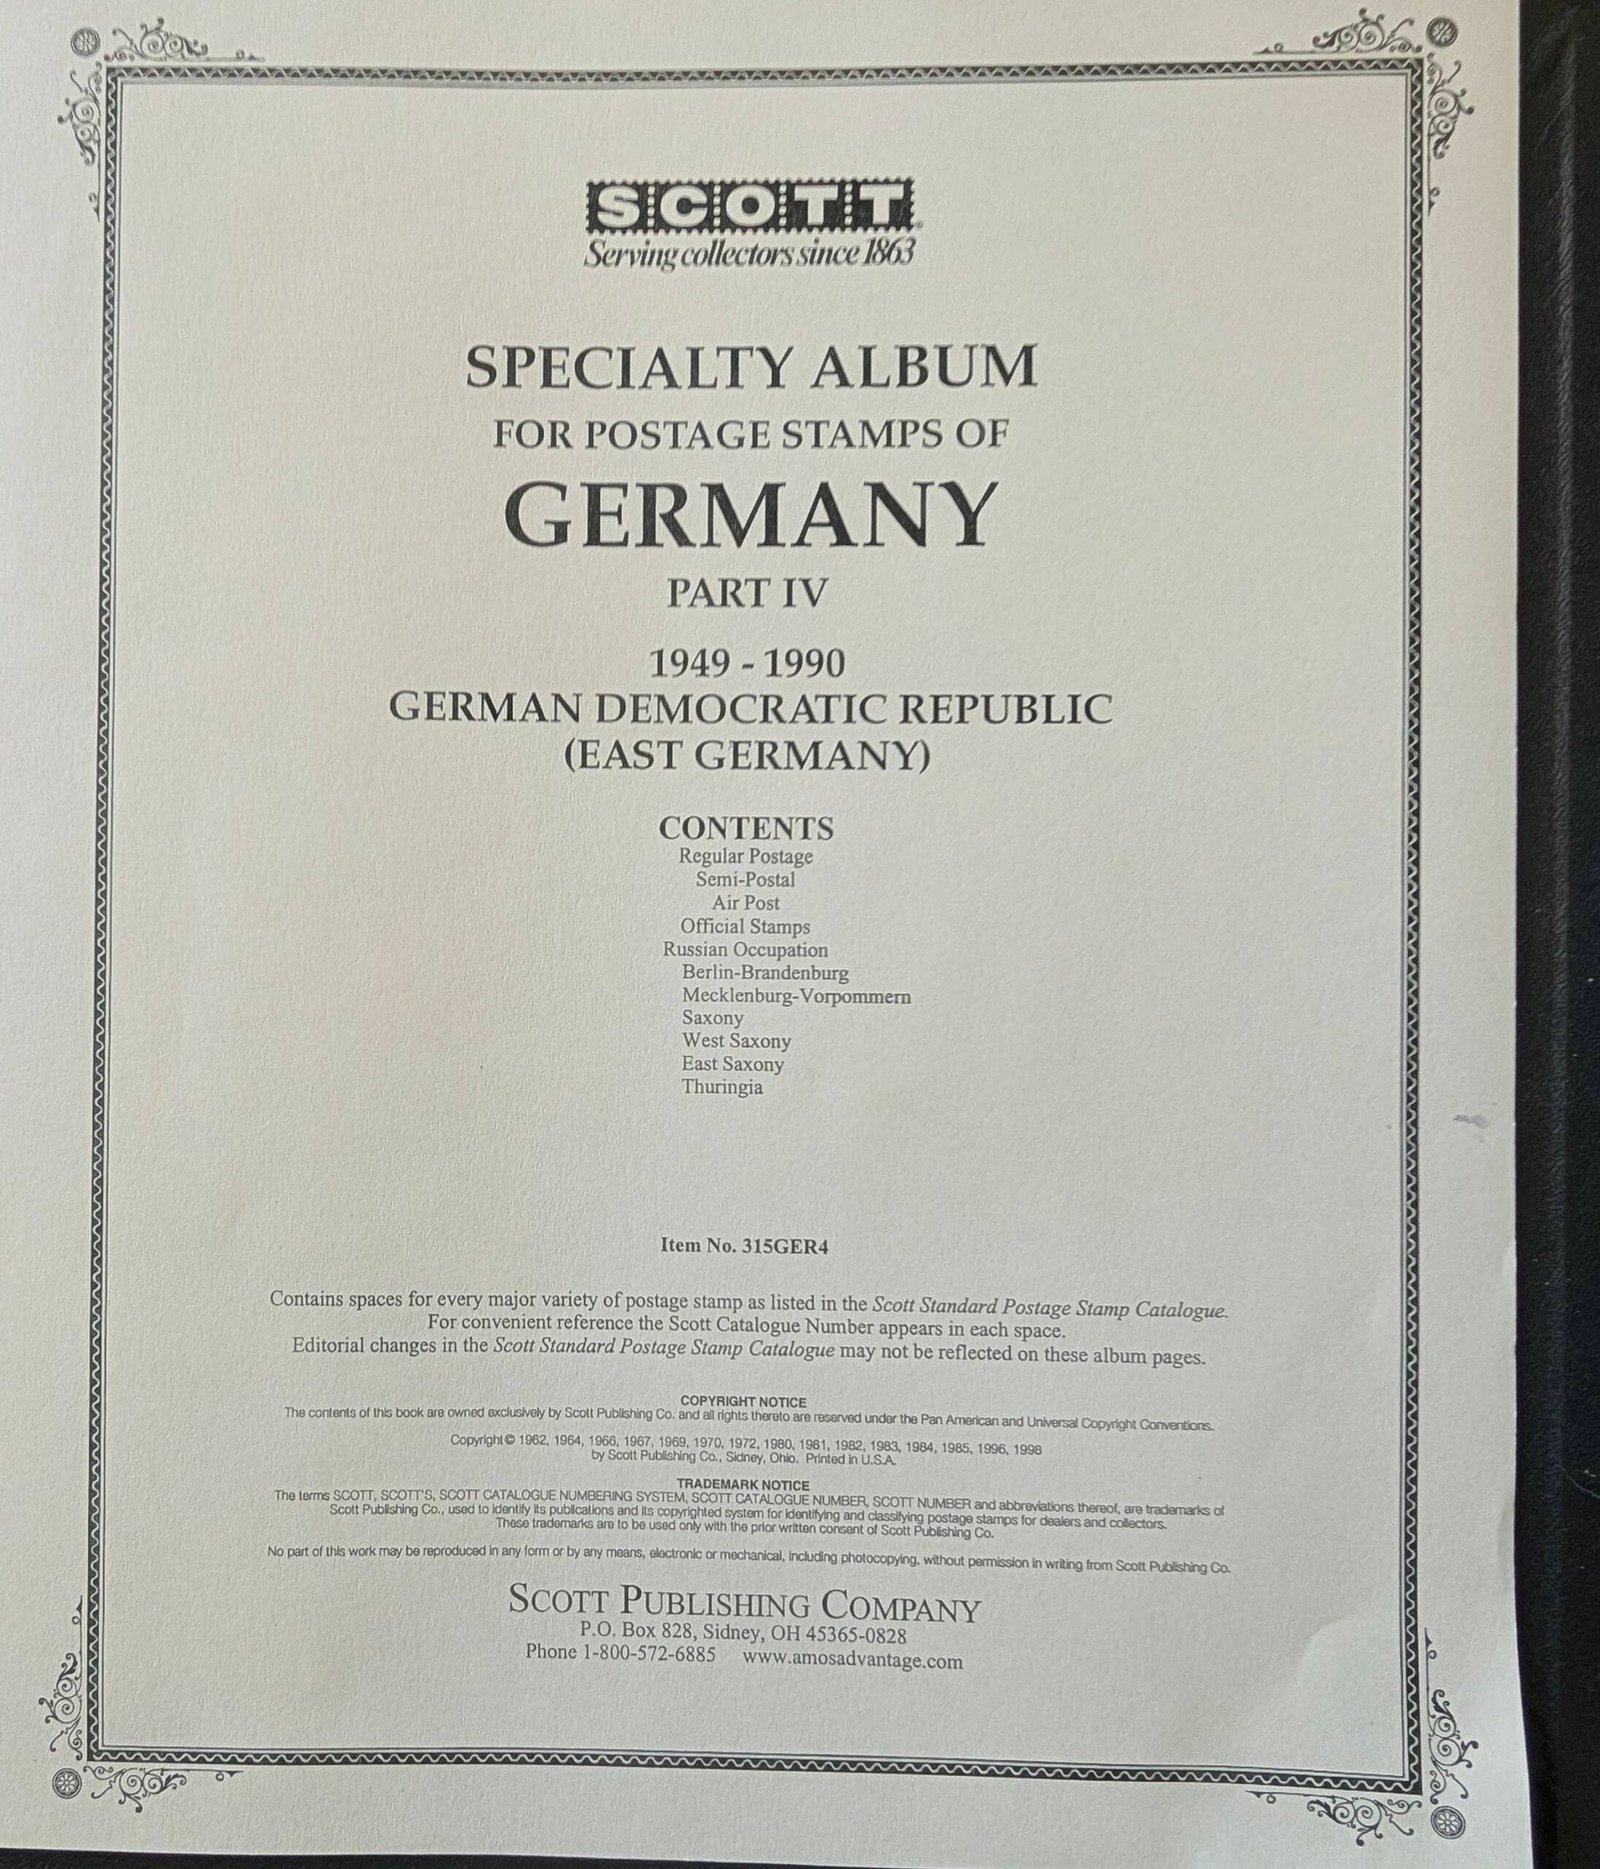 SCOTT
Serving collectors since 1863
SPECIALTY ALBUM
FOR POSTAGE STAMPS OF
GERMANY
PART IV
1949 - 1990
GERMAN DEMOCRATIC REPUBLIC
(EAST GERMANY)
CONTENTS
Regular Postage
Semi-Postal
Air Post
Official Stamps
Russian Occupation
Berlin-Brandenburg
Mecklenburg-Vorpommern
Saxony
West Saxony
East Saxony
Thuringia
Item No. 315GER4
Contains spaces for every major variety of postage stamp as listed in the Scott Standard Postage Stamp Catalogue.
For convenient reference the Scott Catalogue Number appears in each space.
Editorial changes in the Scott Standard Postage Stamp Catalogue may not be reflected on these album pages.
COPYRIGHT NOTICE
The contents of this book are owned exclusively by Scott Publishing Co. and all rights thereto are reserved under the Pan American and Universal Copyright Conventions.
Copyright © 1962, 1964, 1966, 1967, 1969, 1970, 1972, 1980, 1981, 1982, 1983, 1984, 1985, 1996, 1998
by Scott Publishing Co., Sidney, Ohio. Printed in U.S.A.
TRADEMARK NOTICE
The terms SCOTT, SCOTT'S, SCOTT CATALOGUE NUMBERING SYSTEM, SCOTT CATALOGUE NUMBER, SCOTT NUMBER and abbreviations thereof, are trademarks of
Scott Publishing Co., used to identify its publications and its copyrighted system for identifying and classifying postage stamps for dealers and collectors.
These trademarks are to be used only with the prior written consent of Scott Publishing Co.
No part of this work may be reproduced in any form or by any means, electronic or mechanical, including photocopying, without permission in writing from Scott Publishing Co.
SCOTT PUBLISHING COMPANY
P.O. Box 828, Sidney, OH 45365-0828
Phone 1-800-572-6885 www.amosadvantage.com